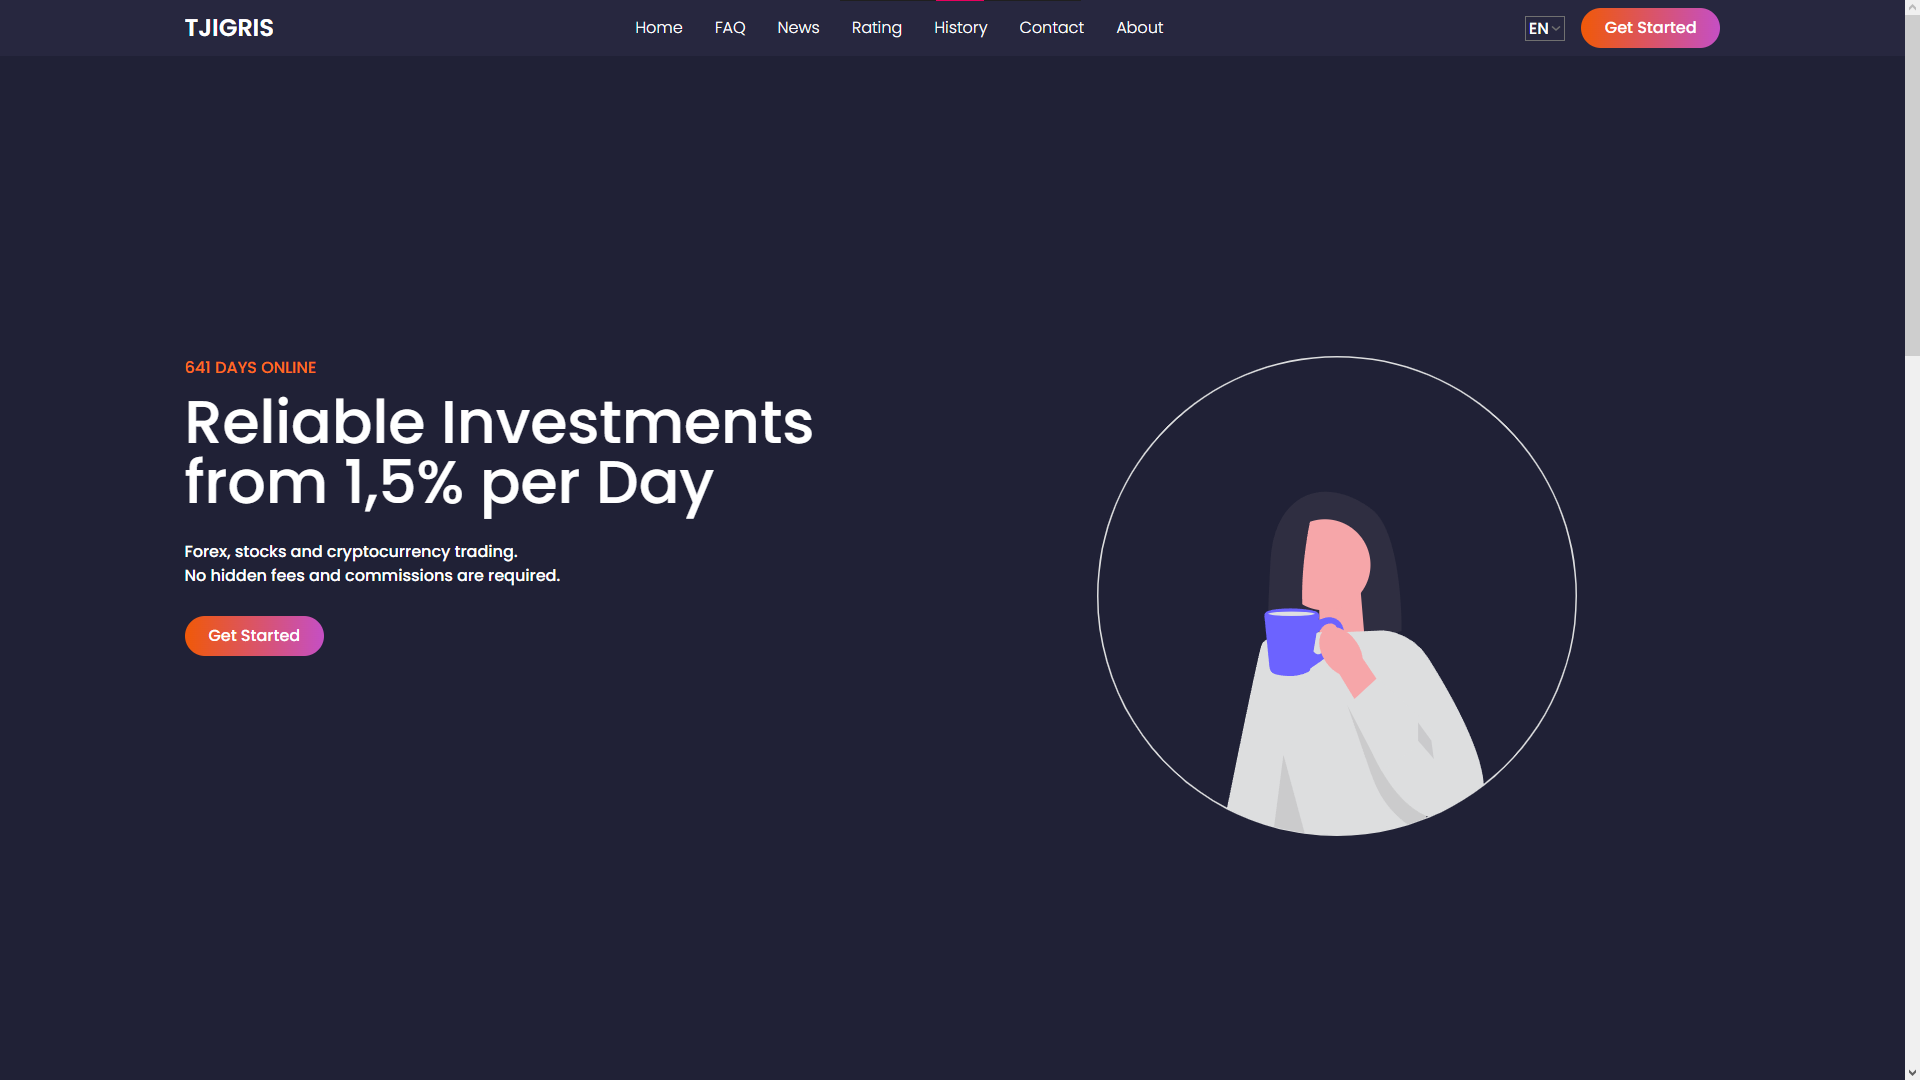 TJIGRIS
Home FAQ News Rating History Contact About
EN
Get Started
641 DAYS ONLINE
Reliable Investments
from 1,5% per Day
Forex, stocks and cryptocurrency trading.
No hidden fees and commissions are required.
Get Started